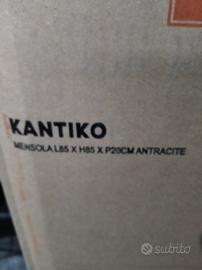 KANTIKO
MENSOLA L85 X H85 X P20CM ANTRACITE
subito